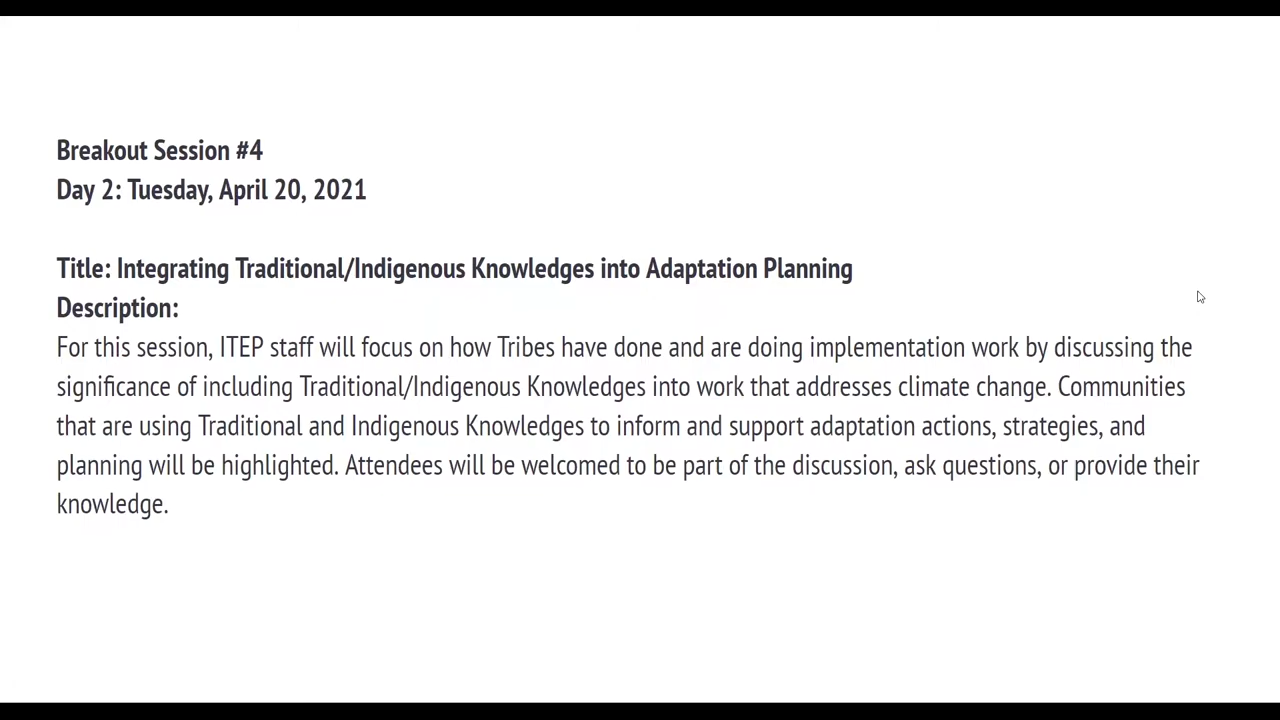 Breakout Session #4
Day 2: Tuesday, April 20, 2021
Title: Integrating Traditional/Indigenous Knowledges into Adaptation Planning
Description:
For this session, ITEP staff will focus on how Tribes have done and are doing implementation work by discussing the
significance of including Traditional/Indigenous Knowledges into work that addresses climate change. Communities
that are using Traditional and Indigenous Knowledges to inform and support adaptation actions, strategies, and
planning will be highlighted. Attendees will be welcomed to be part of the discussion, ask questions, or provide their
knowledge.